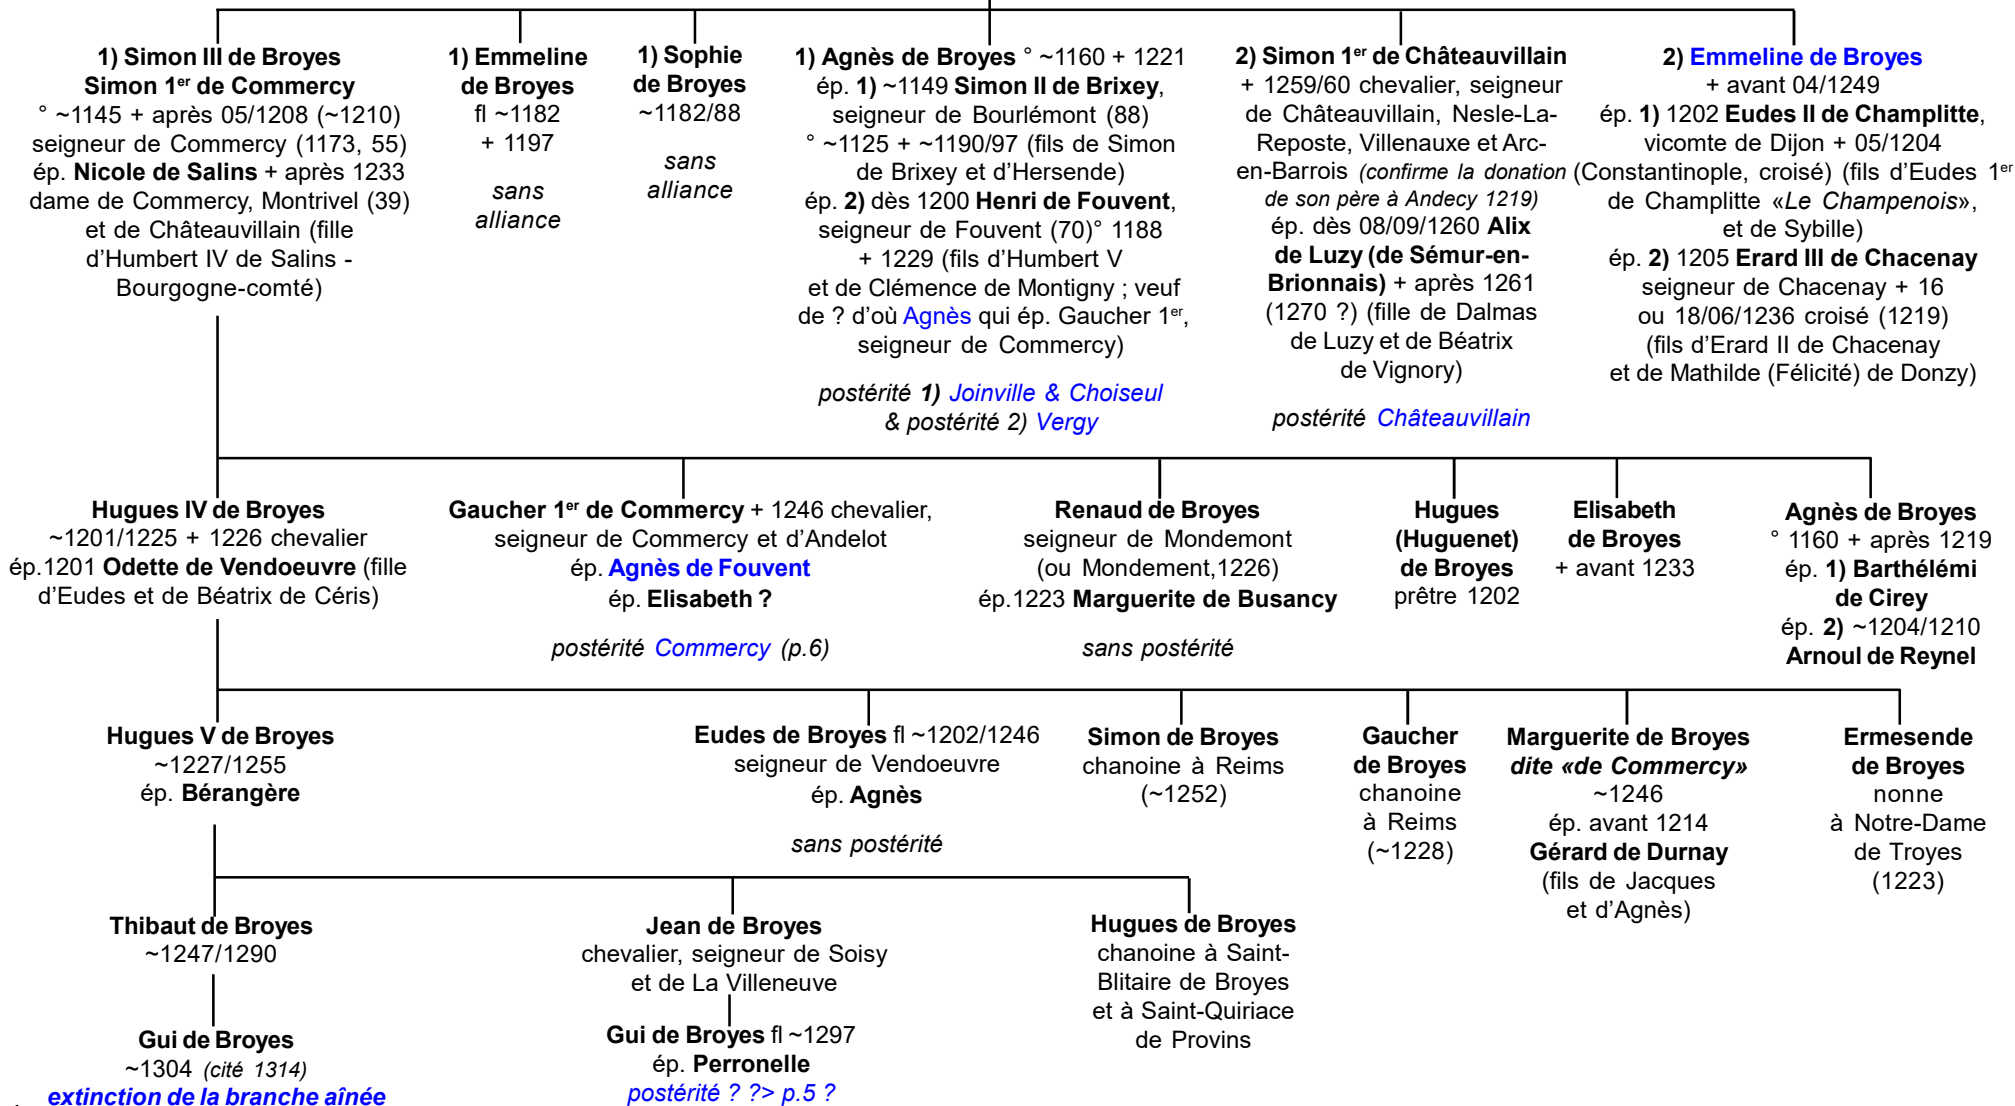 1) Simon III de Broyes
Simon 1er de Commercy
° ~1145 + après 05/1208 (~1210)
seigneur de Commercy (1173, 55)
ép. Nicole de Salins + après 1233
dame de Commercy, Montrivel (39)
et de Châteauvillain (fille
d’Humbert IV de Salins -
Bourgogne-comté)
1) Emmeline
de Broyes
fl ~1182
+ 1197
sans
alliance
1) Sophie
de Broyes
~1182/88
sans
alliance
1) Agnès de Broyes ° ~1160 + 1221
ép. 1) ~1149 Simon II de Brixey,
seigneur de Bourlémont (88)
° ~1125 + ~1190/97 (fils de Simon
de Brixey et d’Hersende)
ép. 2) dès 1200 Henri de Fouvent,
seigneur de Fouvent (70)° 1188
+ 1229 (fils d’Humbert V
et de Clémence de Montigny ; veuf
de ? d’où Agnès qui ép. Gaucher 1er,
seigneur de Commercy)
postérité 1) Joinville & Choiseul
& postérité 2) Vergy
2) Simon 1er de Châteauvillain
+ 1259/60 chevalier, seigneur
de Châteauvillain, Nesle-La-
Reposte, Villenauxe et Arc-
en-Barrois (confirme la donation
de son père à Andecy 1219)
ép. dès 08/09/1260 Alix
de Luzy (de Sémur-en-
Brionnais) + après 1261
(1270 ?) (fille de Dalmas
de Luzy et de Béatrix
de Vignory)
postérité Châteauvillain
2) Emmeline de Broyes
+ avant 04/1249
ép. 1) 1202 Eudes II de Champlitte,
vicomte de Dijon + 05/1204
(Constantinople, croisé) (fils d’Eudes 1er
de Champlitte «Le Champenois»,
et de Sybille)
ép. 2) 1205 Erard III de Chacenay
seigneur de Chacenay + 16
ou 18/06/1236 croisé (1219)
(fils d’Erard II de Chacenay
et de Mathilde (Félicité) de Donzy)
Hugues IV de Broyes
~1201/1225 + 1226 chevalier
ép.1201 Odette de Vendoeuvre (fille
d’Eudes et de Béatrix de Céris)
Gaucher 1er de Commercy + 1246 chevalier,
seigneur de Commercy et d’Andelot
ép. Agnès de Fouvent
ép. Elisabeth ?
postérité Commercy (p.6)
Renaud de Broyes
seigneur de Mondemont
(ou Mondement,1226)
ép.1223 Marguerite de Busancy
sans postérité
Hugues
(Huguenet)
de Broyes
prêtre 1202
Elisabeth
de Broyes
+ avant 1233
Agnès de Broyes
° 1160 + après 1219
ép. 1) Barthélémi
de Cirey
ép. 2) ~1204/1210
Arnoul de Reynel
Hugues V de Broyes
~1227/1255
ép. Bérangère
Eudes de Broyes fl ~1202/1246
seigneur de Vendoeuvre
ép. Agnès
sans postérité
Simon de Broyes
chanoine à Reims
(~1252)
Gaucher
de Broyes
chanoine
à Reims
(~1228)
Marguerite de Broyes
dite «de Commercy»
~1246
ép. avant 1214
Gérard de Durnay
(fils de Jacques
et d’Agnès)
Ermesende
de Broyes
nonne
à Notre-Dame
de Troyes
(1223)
Thibaut de Broyes
~1247/1290
Jean de Broyes
chevalier, seigneur de Soisy
et de La Villeneuve
Hugues de Broyes
chanoine à Saint-
Blitaire de Broyes
et à Saint-Quiriace
de Provins
Gui de Broyes
~1304 (cité 1314)
extinction de la branche aînée
Gui de Broyes fl ~1297
ép. Perronelle
postérité ? ?> p.5 ?